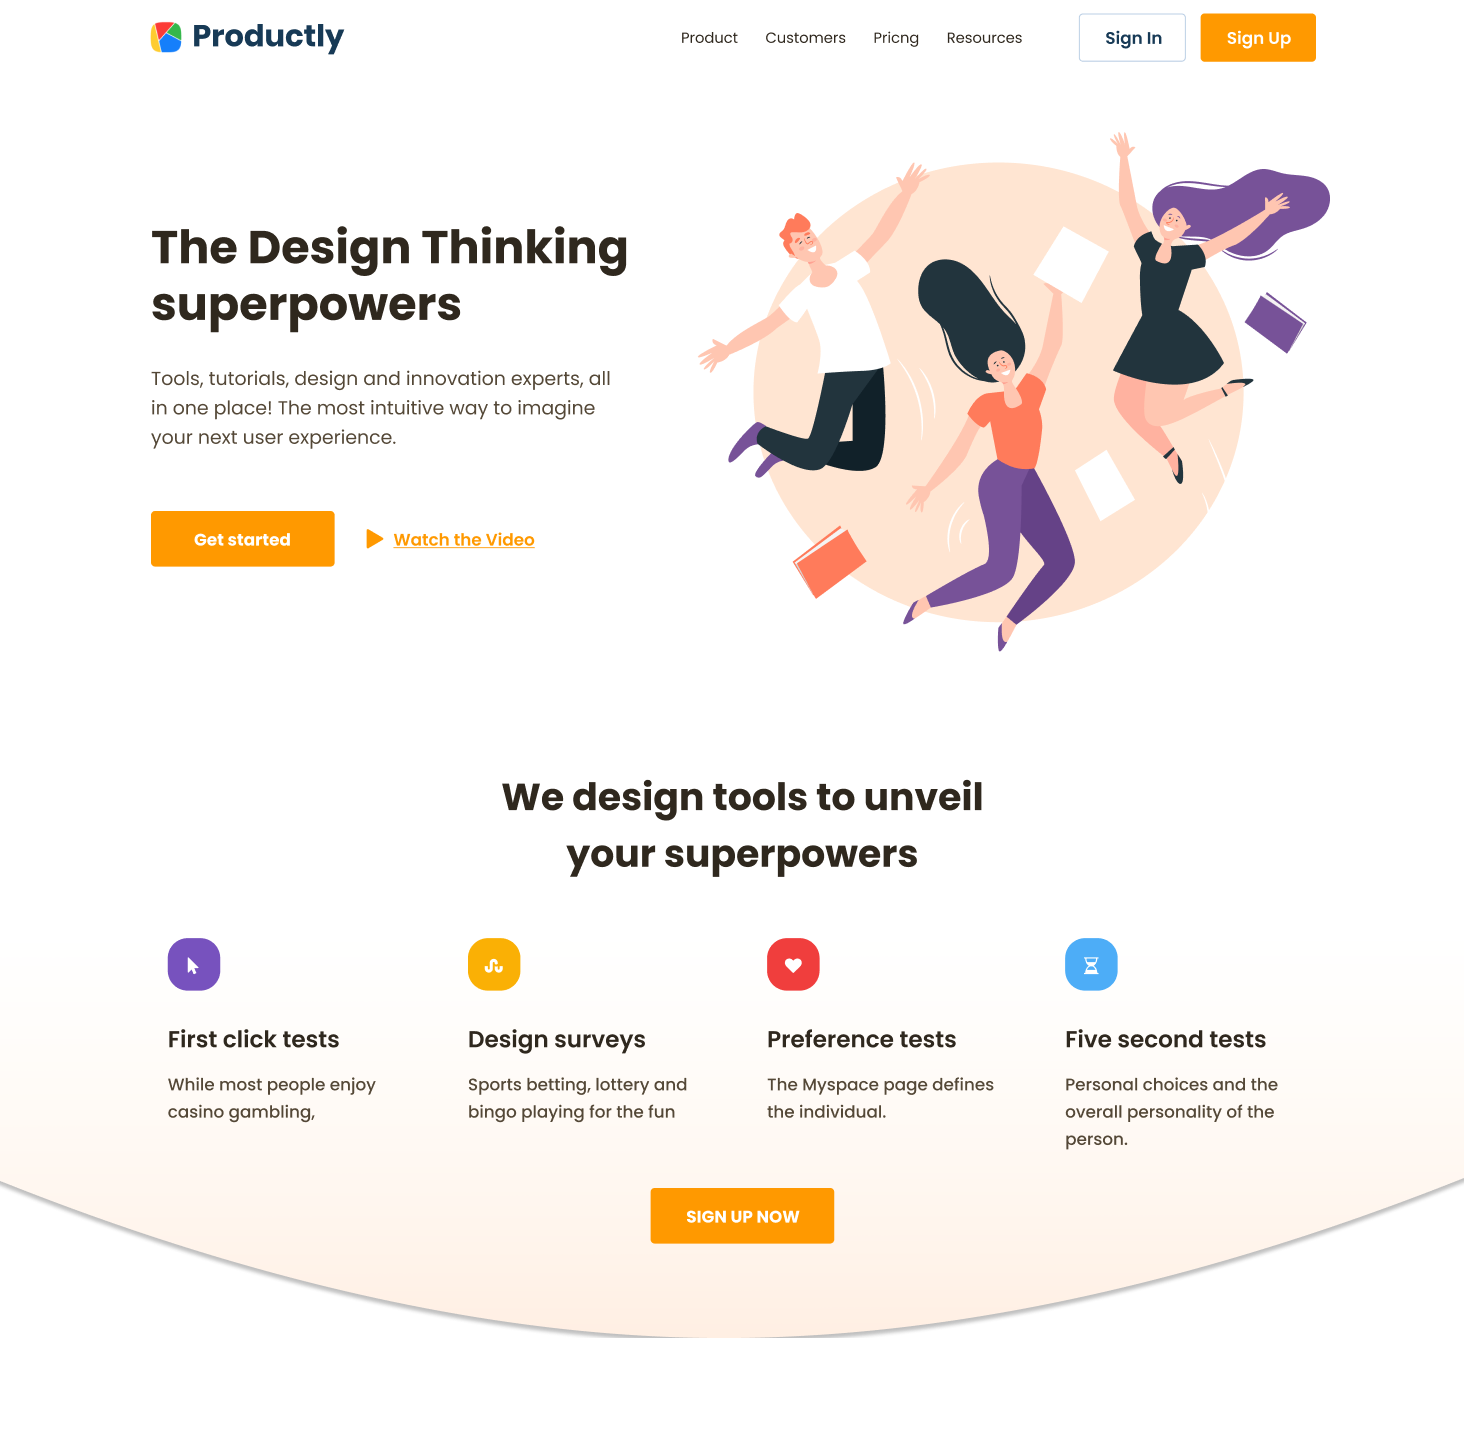 Productly
Product
Customers
Pricng
Resources
Sign In
Sign Up
The Design Thinking
superpowers
Tools, tutorials, design and innovation experts, all
in one place! The most intuitive way to imagine
your next user experience.
Get started
Watch the Video
We design tools to unveil
your superpowers
First click tests
While most people enjoy
casino gambling,
Design surveys
Sports betting, lottery and
bingo playing for the fun
Preference tests
The Myspace page defines
the individual.
Five second tests
Personal choices and the
overall personality of the
person.
SIGN UP NOW